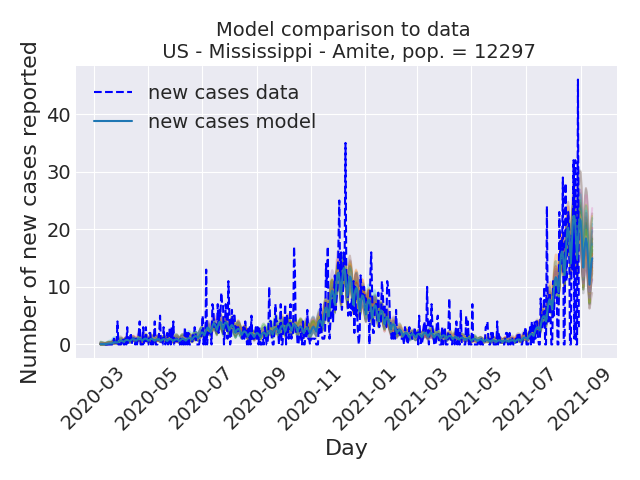 Model comparison to data
US - Mississippi - Amite, pop. = 12297
Number of new cases reported
new cases data
new cases model
40
30
20
10
0
2020-03
2020-05
2020-07
2020-09
2020-11
2021-01
2021-03
2021-05
2021-07
2021-09
Day